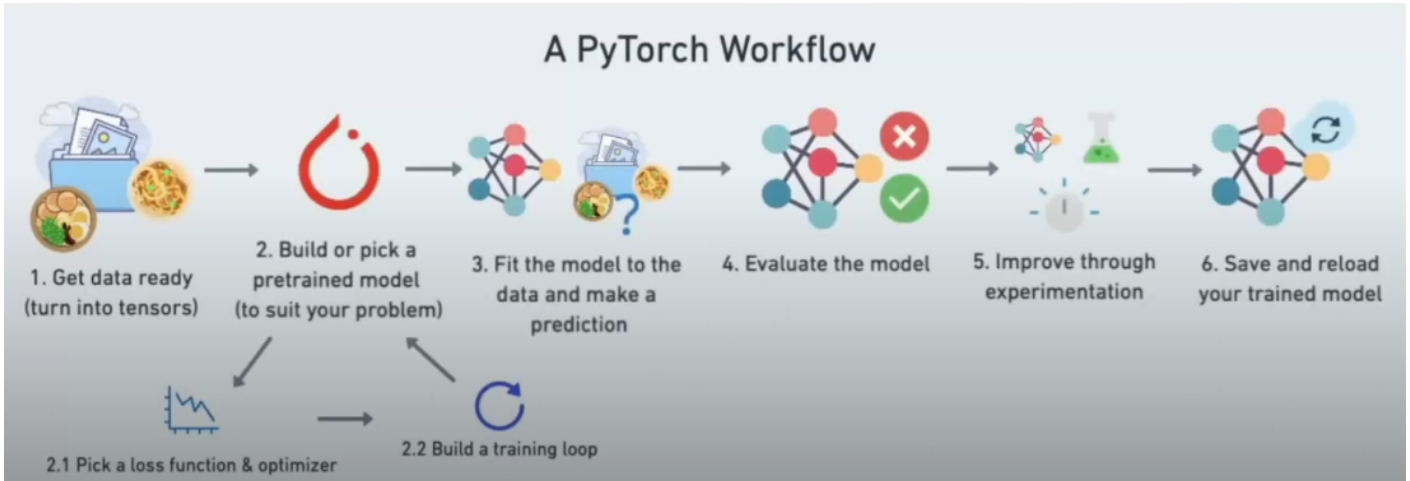 A PyTorch Workflow
1. Get data ready
(turn into tensors)
2. Build or pick a
pretrained model
(to suit your problem)
3. Fit the model to the
data and make a
prediction
4. Evaluate the model
5. Improve through
experimentation
6. Save and reload
your trained model
2.1 Pick a loss function & optimizer
2.2 Build a training loop